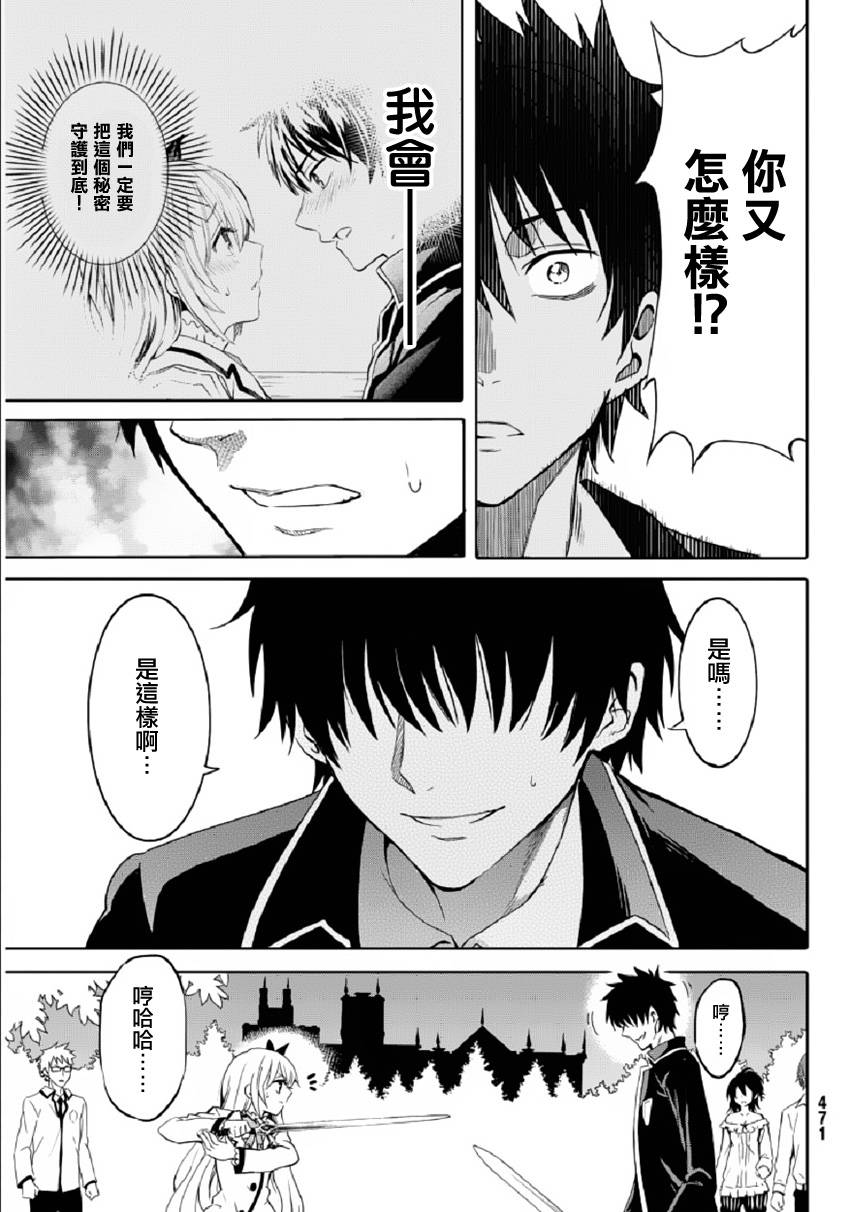 你又
怎麼樣!?
我會——
我們一定要
把這個秘密
守護到底！
是嗎……
是這樣啊…
哼……
哼哈哈……
471